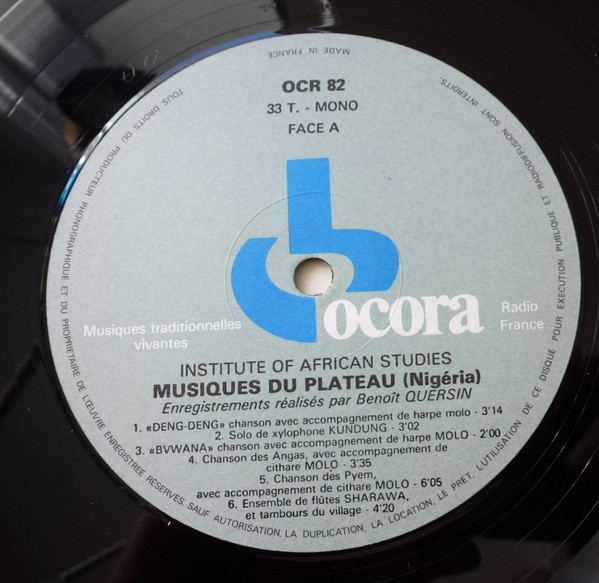 MADE IN FRANCE
OCR 82
33 T. - MONO
FACE A
ocora
Radio
France
Musiques traditionnelles
vivantes
INSTITUTE OF AFRICAN STUDIES
MUSIQUES DU PLATEAU (Nigéria)
Enregistrements réalisés par Benoît QUERSIN
1. «DENG-DENG» chanson avec accompagnement de harpe molo - 3'14
2. Solo de xylophone KUNDUNG - 3'02
3. «BVWANA» chanson avec accompagnement de harpe MOLO - 2'00
4. Chanson des Angas, avec accompagnement de
cithare MOLO - 3'35
5. Chanson des Pyem,
avec accompagnement de cithare MOLO - 6'05
6. Ensemble de flûtes SHARAWA,
et tambours du village - 4'20
TOUS DROITS DU PRODUCTEUR PHONOGRAPHIQUE ET DU PROPRIETAIRE DE L'ŒUVRE ENREGISTREE RESERVES. SAUF AUTORISATION, LA DUPLICATION, LA LOCATION, LE PRET, L'UTILISATION DE CE DISQUE POUR EXECUTION PUBLIQUE ET RADIODIFFUSION SONT INTERDITS.